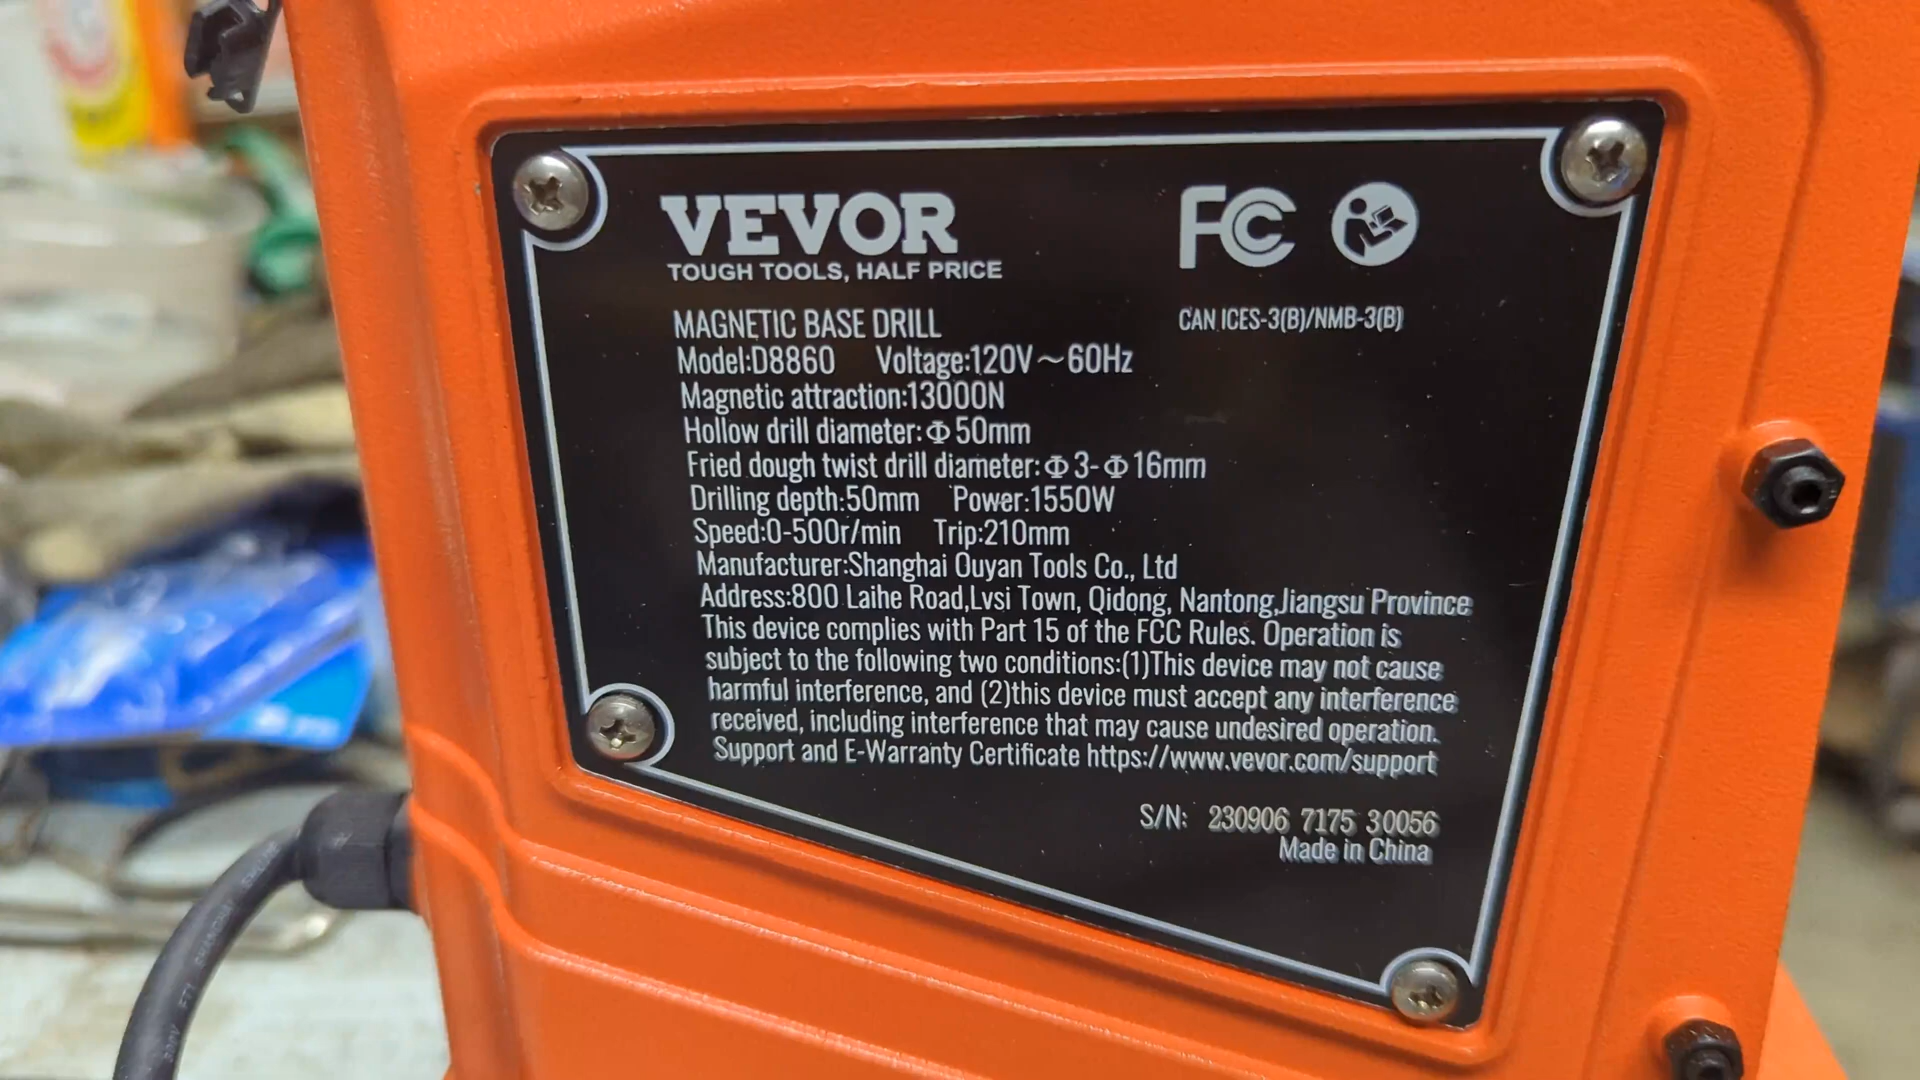 VEVOR
TOUGH TOOLS, HALF PRICE
FC
CAN ICES-3(B)/NMB-3(B)
MAGNETIC BASE DRILL
Model:D8860 Voltage:120V~60Hz
Magnetic attraction:13000N
Hollow drill diameter:Φ50mm
Fried dough twist drill diameter:Φ3-Φ16mm
Drilling depth:50mm Power:1550W
Speed:0-500r/min Trip:210mm
Manufacturer:Shanghai Ouyan Tools Co., Ltd
Address:800 Laihe Road,Lvsi Town, Qidong, Nantong,Jiangsu Province
This device complies with Part 15 of the FCC Rules. Operation is
subject to the following two conditions:(1)This device may not cause
harmful interference, and (2)this device must accept any interference
received, including interference that may cause undesired operation.
Support and E-Warranty Certificate https://www.vevor.com/support
S/N: 230906 7175 30056
Made in China